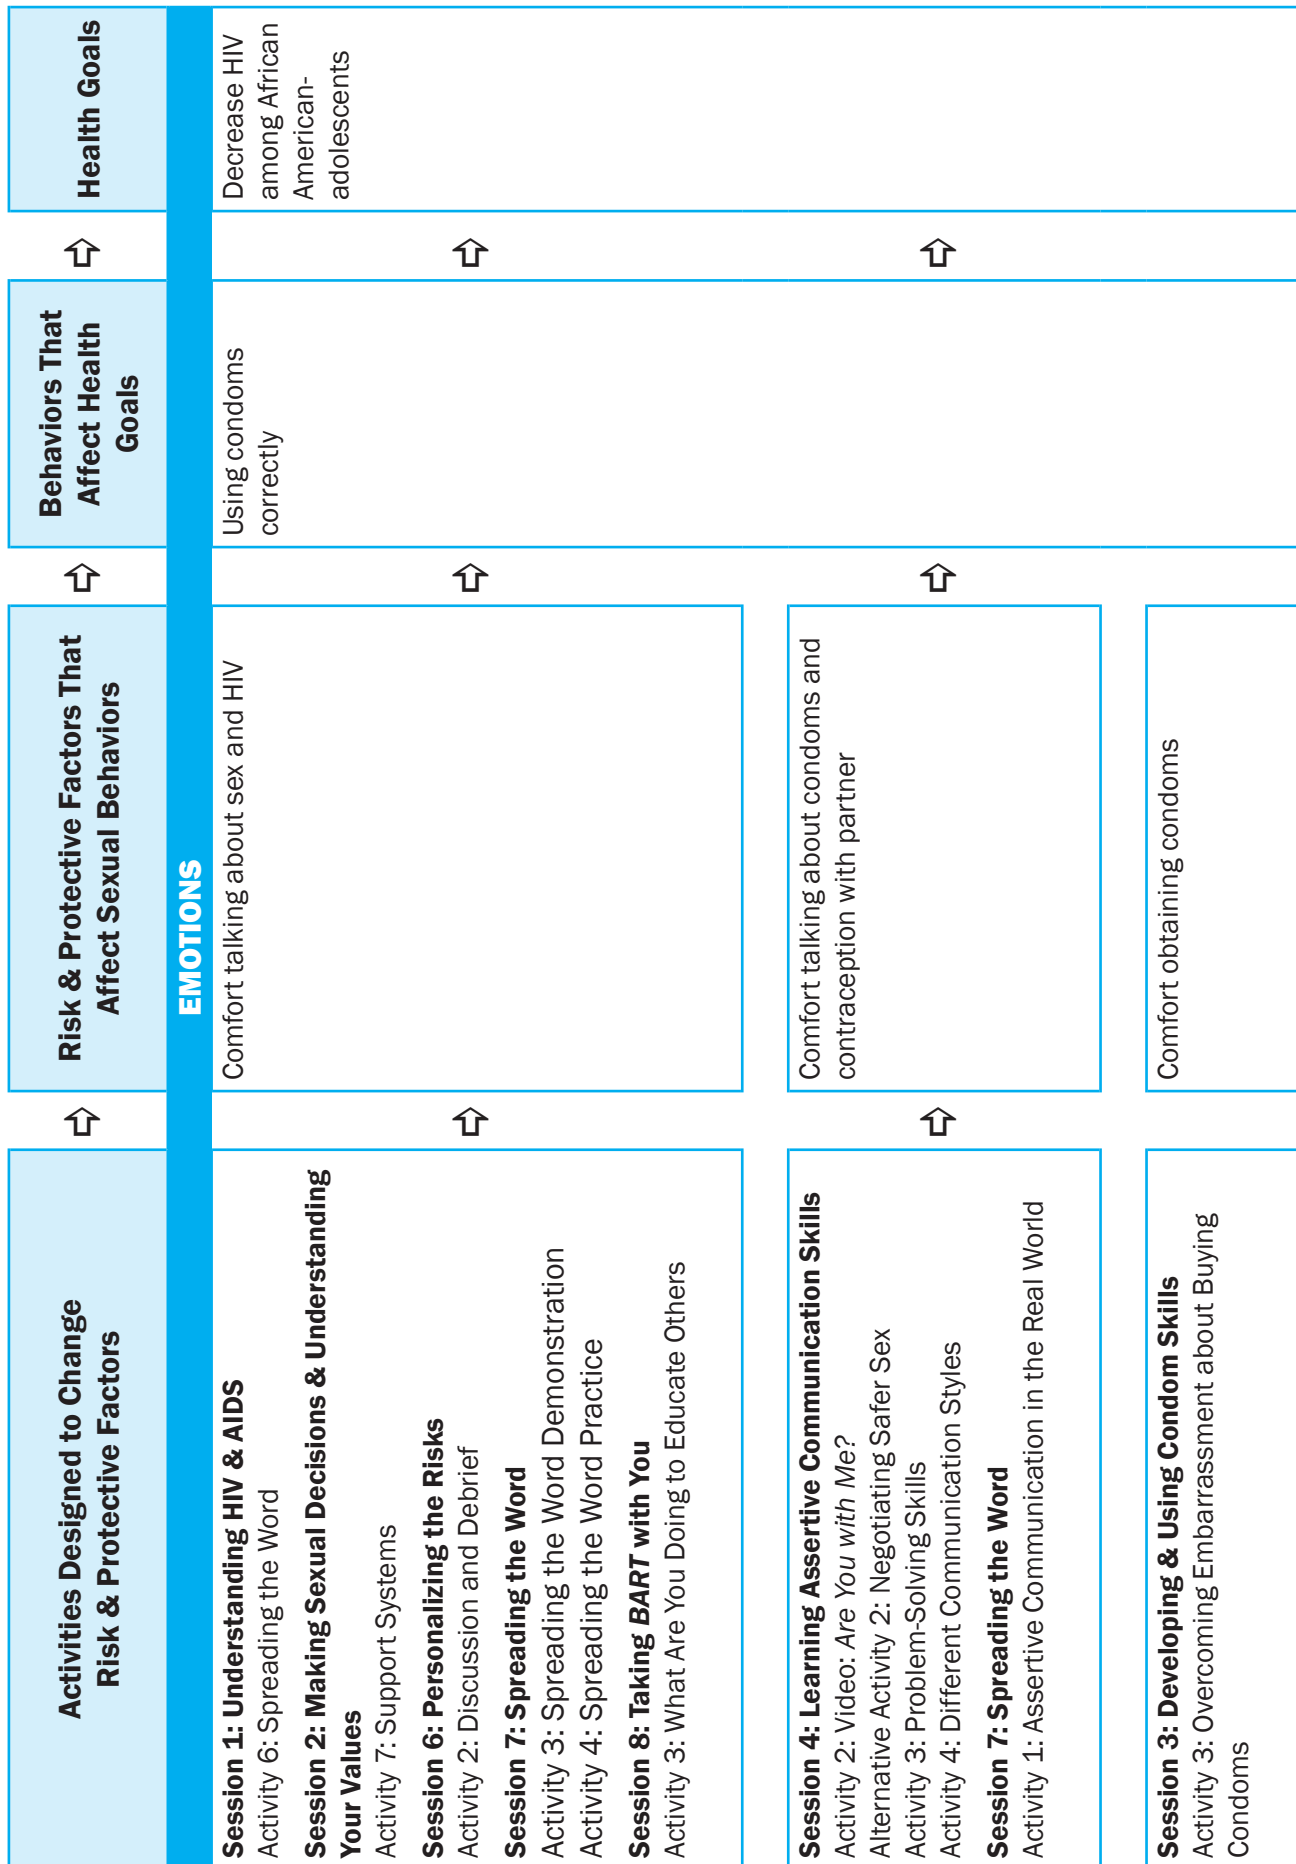 Activities Designed to Change
Risk & Protective Factors
Risk & Protective Factors That
Affect Sexual Behaviors
Behaviors That
Affect Health
Goals
Health Goals
EMOTIONS
Session 1: Understanding HIV & AIDS
Activity 6: Spreading the Word
Session 2: Making Sexual Decisions & Understanding
Your Values
Activity 7: Support Systems
Session 6: Personalizing the Risks
Activity 2: Discussion and Debrief
Session 7: Spreading the Word
Activity 3: Spreading the Word Demonstration
Activity 4: Spreading the Word Practice
Session 8: Taking BART with You
Activity 3: What Are You Doing to Educate Others
Comfort talking about sex and HIV
Using condoms
correctly
Decrease HIV
among African
American-
adolescents
Session 4: Learning Assertive Communication Skills
Activity 2: Video: Are You with Me?
Alternative Activity 2: Negotiating Safer Sex
Activity 3: Problem-Solving Skills
Activity 4: Different Communication Styles
Session 7: Spreading the Word
Activity 1: Assertive Communication in the Real World
Comfort talking about condoms and
contraception with partner
Session 3: Developing & Using Condom Skills
Activity 3: Overcoming Embarrassment about Buying
Condoms
Comfort obtaining condoms